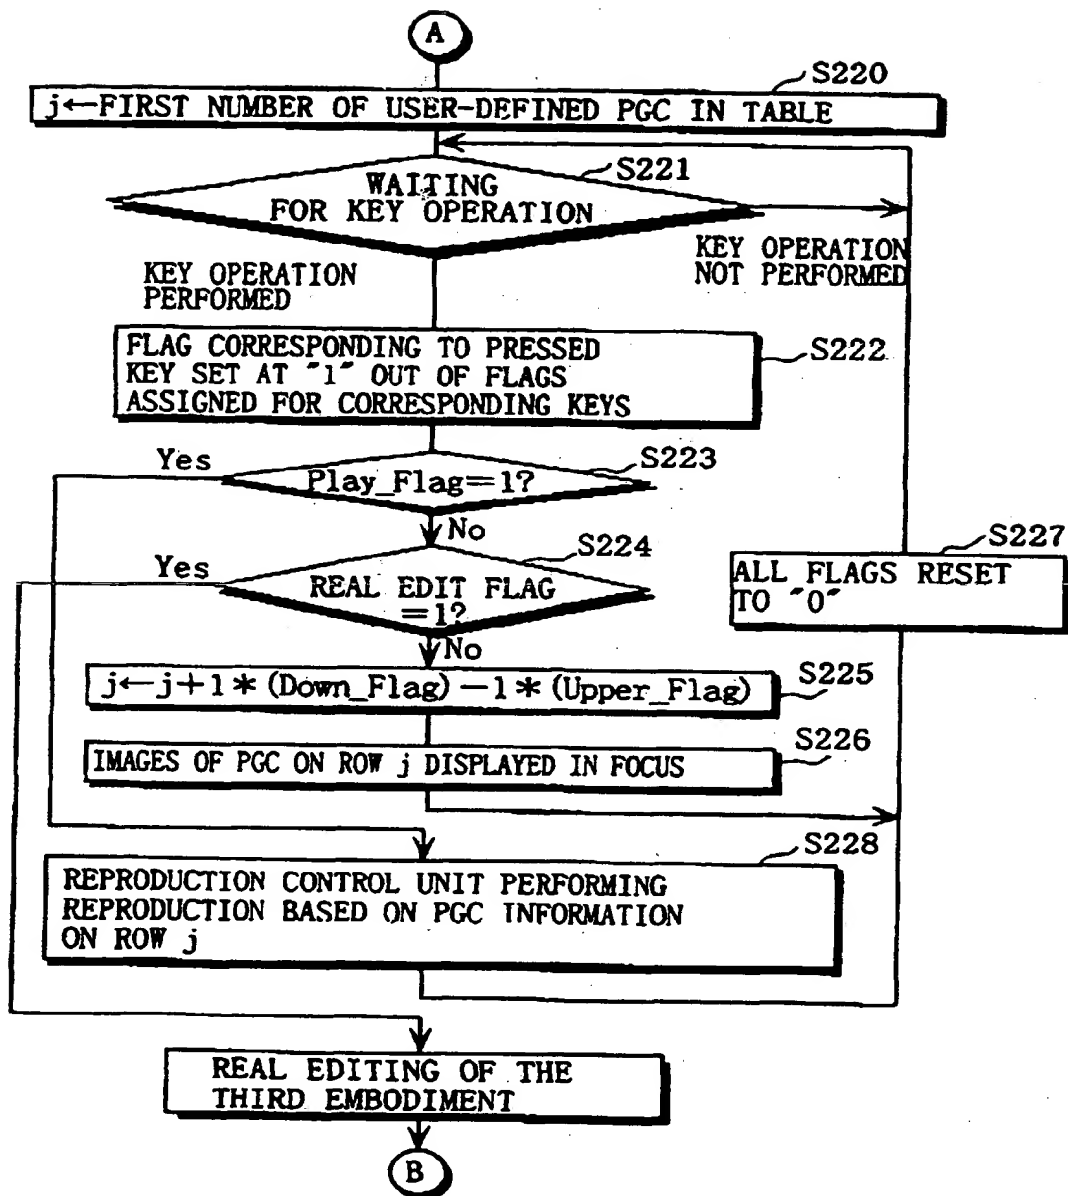 A
S220
j←FIRST NUMBER OF USER-DEFINED PGC IN TABLE
S221
WAITING
FOR KEY OPERATION
KEY OPERATION
NOT PERFORMED
KEY OPERATION
PERFORMED
S222
FLAG CORRESPONDING TO PRESSED
KEY SET AT "1" OUT OF FLAGS
ASSIGNED FOR CORRESPONDING KEYS
S223
Yes
Play_Flag=1?
No
S224
Yes
REAL EDIT FLAG
=1?
No
S227
ALL FLAGS RESET
TO "0"
S225
j←j+1*(Down_Flag)-1*(Upper_Flag)
S226
IMAGES OF PGC ON ROW j DISPLAYED IN FOCUS
S228
REPRODUCTION CONTROL UNIT PERFORMING
REPRODUCTION BASED ON PGC INFORMATION
ON ROW j
REAL EDITING OF THE
THIRD EMBODIMENT
B